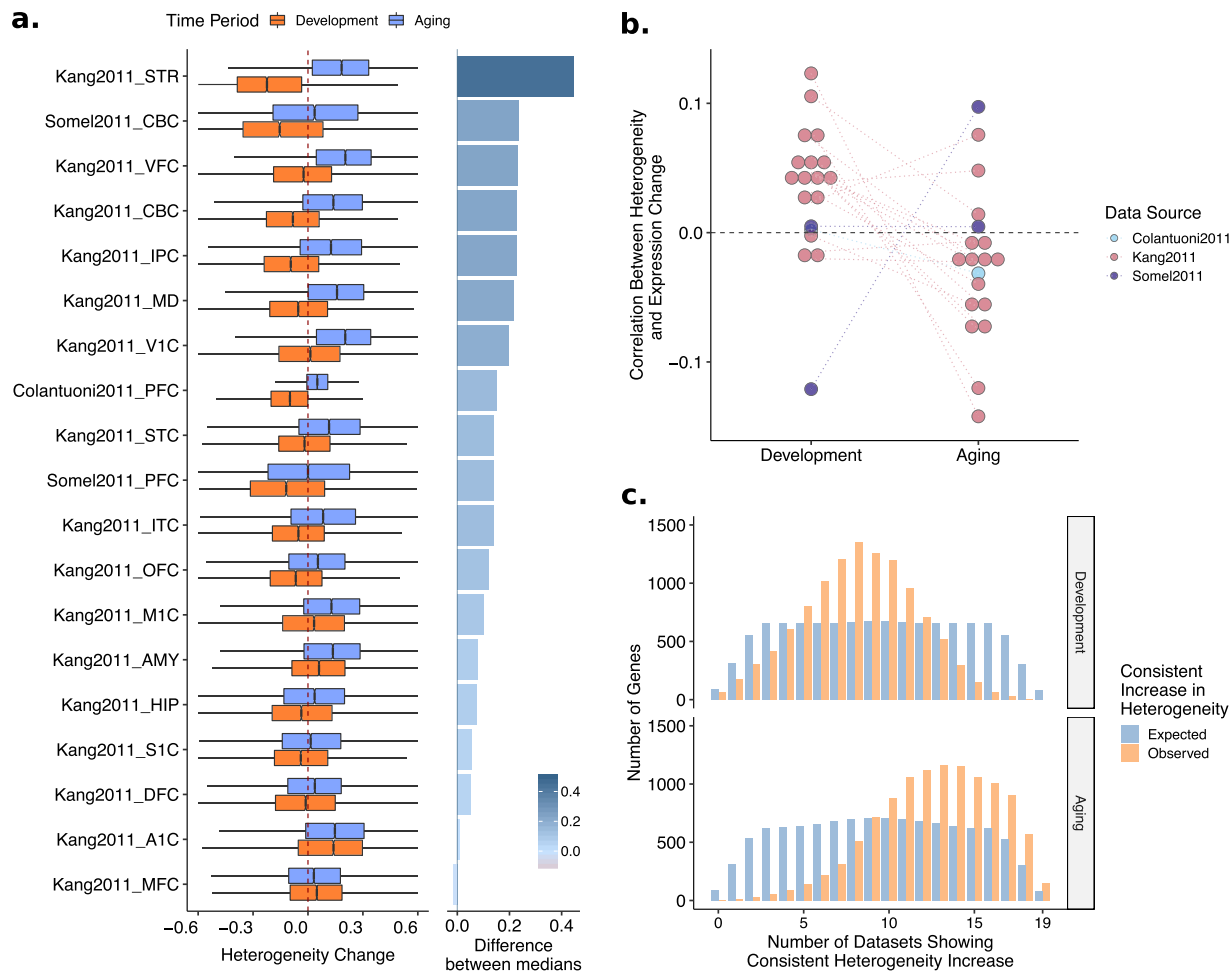 a.
Time Period Development Aging
Kang2011_STR
Somel2011_CBC
Kang2011_VFC
Kang2011_CBC
Kang2011_IPC
Kang2011_MD
Kang2011_V1C
Colantuoni2011_PFC
Kang2011_STC
Somel2011_PFC
Kang2011_ITC
Kang2011_OFC
Kang2011_M1C
Kang2011_AMY
Kang2011_HIP
Kang2011_S1C
Kang2011_DFC
Kang2011_A1C
Kang2011_MFC
−0.6 −0.3 0.0 0.3 0.6
Heterogeneity Change
0.4
0.2
0.0
0.0 0.2 0.4
Difference
between medians
b.
Correlation Between Heterogeneity
and Expression Change
0.1
0.0
−0.1
Development Aging
Data Source
Colantuoni2011
Kang2011
Somel2011
c.
Number of Genes
1500
1000
500
0
Development
1500
1000
500
0
Aging
0 5 10 15 19
Number of Datasets Showing
Consistent Heterogeneity Increase
Consistent
Increase in
Heterogeneity
Expected
Observed